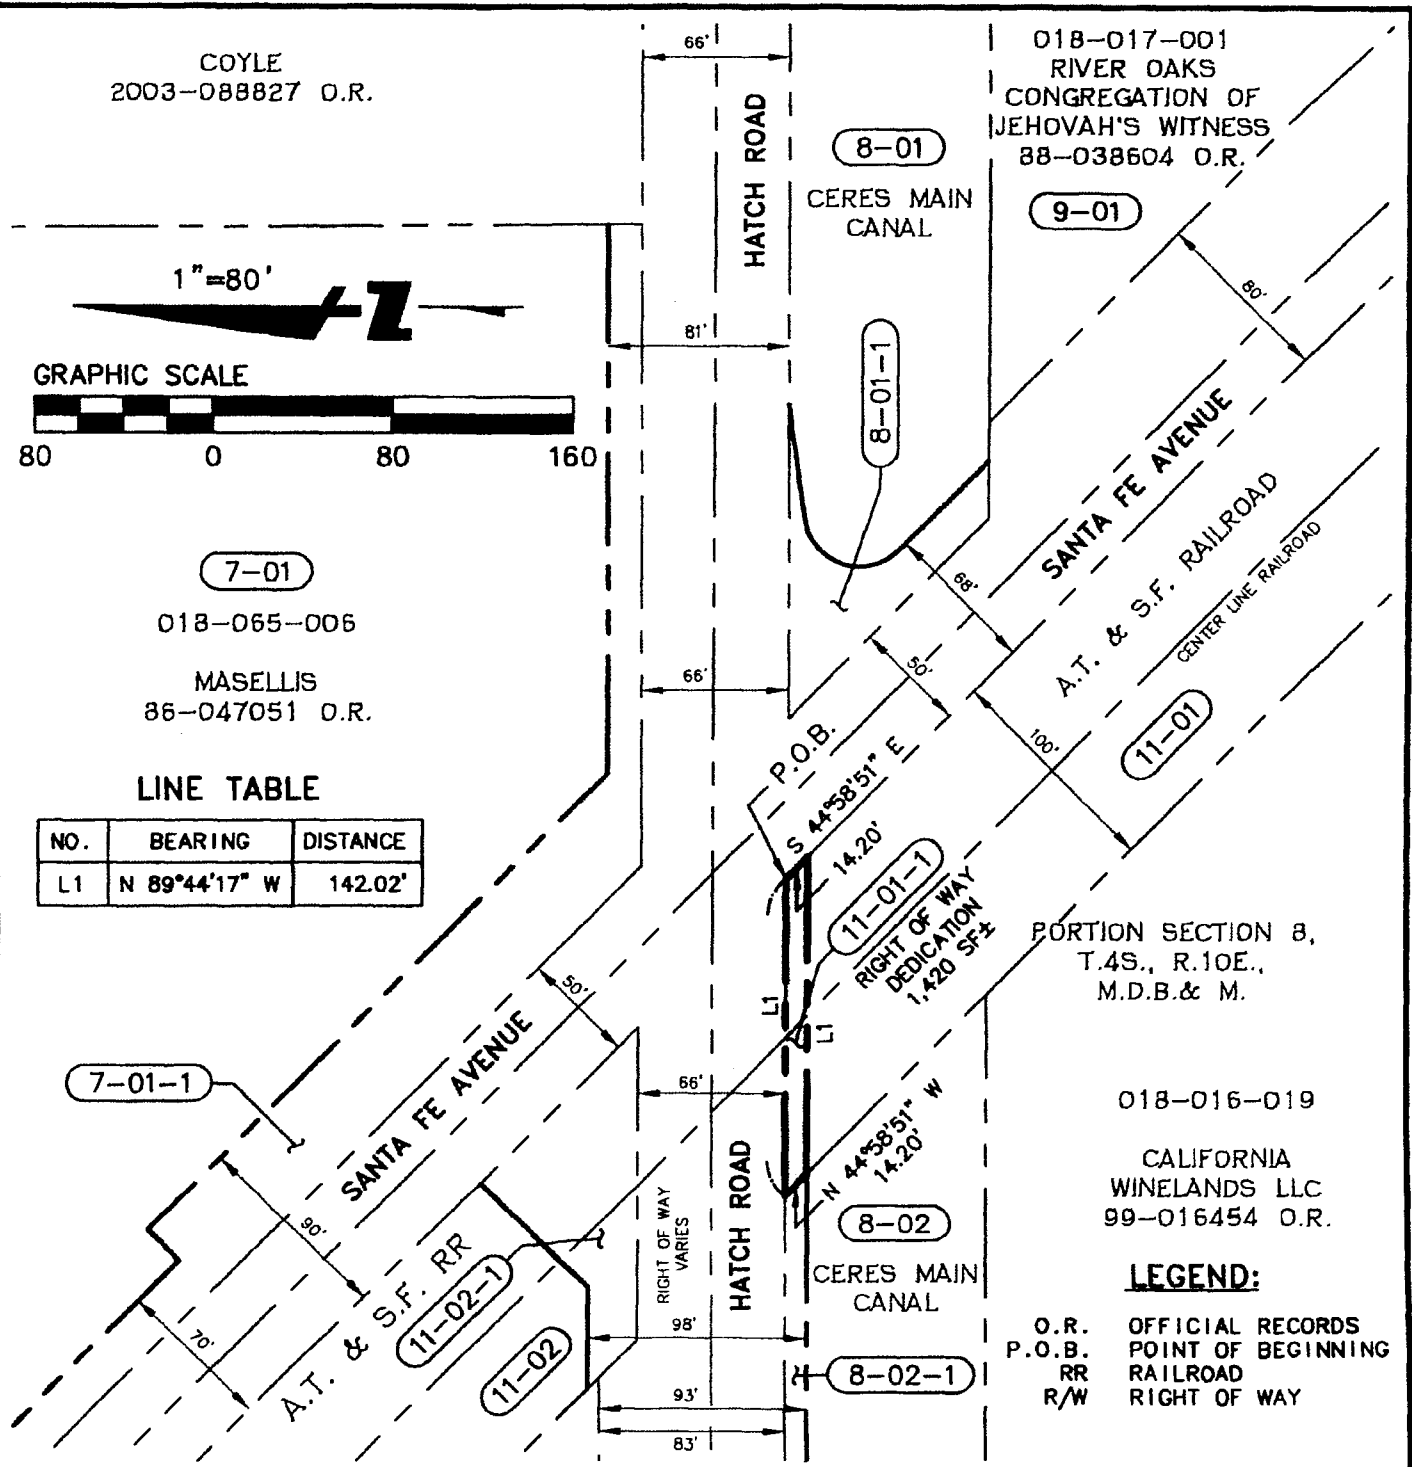 COYLE
2003-088827 O.R.
66'
HATCH ROAD
8-01
CERES MAIN
CANAL
018-017-001
RIVER OAKS
CONGREGATION OF
JEHOVAH'S WITNESS
88-038604 O.R.
9-01
1"=80'
Z
GRAPHIC SCALE
80 0 80 160
81'
8-01-1
80'
SANTA FE AVENUE
A.T. & S.F. RAILROAD
CENTER LINE RAILROAD
7-01
018-065-006
MASELLIS
86-047051 O.R.
66'
68'
50'
100'
11-01
P.O.B.
S 44°58'51" E
14.20'
LINE TABLE
NO. BEARING DISTANCE
L1 N 89°44'17" W 142.02'
11-01-1
RIGHT OF WAY
DEDICATION
1,420 SF±
L1
L1
PORTION SECTION 8,
T.4S., R.10E.,
M.D.B.& M.
50'
SANTA FE AVENUE
7-01-1
66'
N 44°58'51" W
14.20'
018-016-019
CALIFORNIA
WINELANDS LLC
99-016454 O.R.
90'
70'
A.T. & S.F. RR
11-02-1
11-02
RIGHT OF WAY
VARIES
HATCH ROAD
8-02
CERES MAIN
CANAL
98'
8-02-1
93'
83'
LEGEND:
O.R. OFFICIAL RECORDS
P.O.B. POINT OF BEGINNING
RR RAILROAD
R/W RIGHT OF WAY